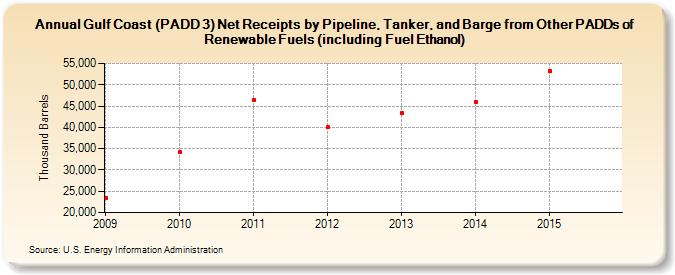 Annual Gulf Coast (PADD 3) Net Receipts by Pipeline, Tanker, and Barge from Other PADDs of
Renewable Fuels (including Fuel Ethanol)
Thousand Barrels
55,000
50,000
45,000
40,000
35,000
30,000
25,000
20,000
2009 2010 2011 2012 2013 2014 2015
Source: U.S. Energy Information Administration